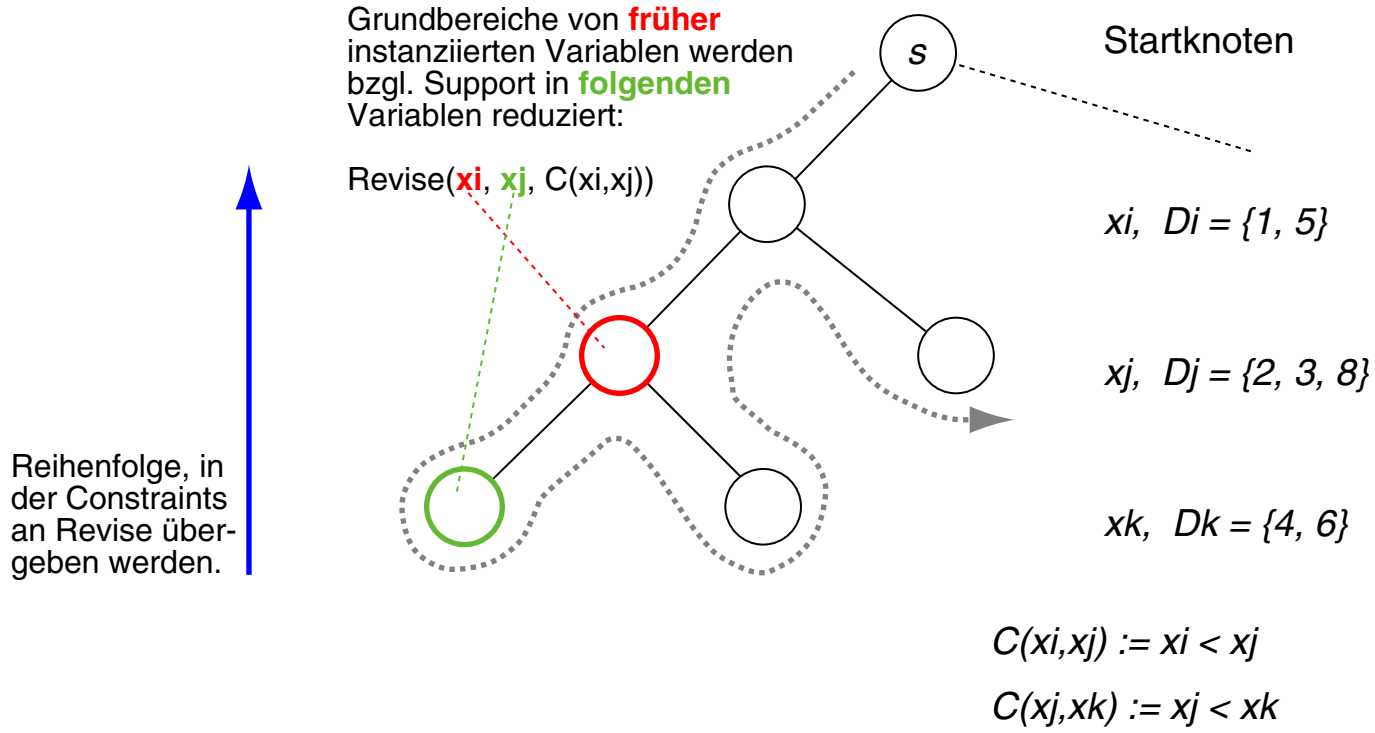 Grundbereiche von früher
instanziierten Variablen werden
bzgl. Support in folgenden
Variablen reduziert:
Revise(xi, xj, C(xi,xj))
s
Startknoten
xi, Di = {1, 5}
xj, Dj = {2, 3, 8}
xk, Dk = {4, 6}
Reihenfolge, in
der Constraints
an Revise über-
geben werden.
C(xi,xj) := xi < xj
C(xj,xk) := xj < xk